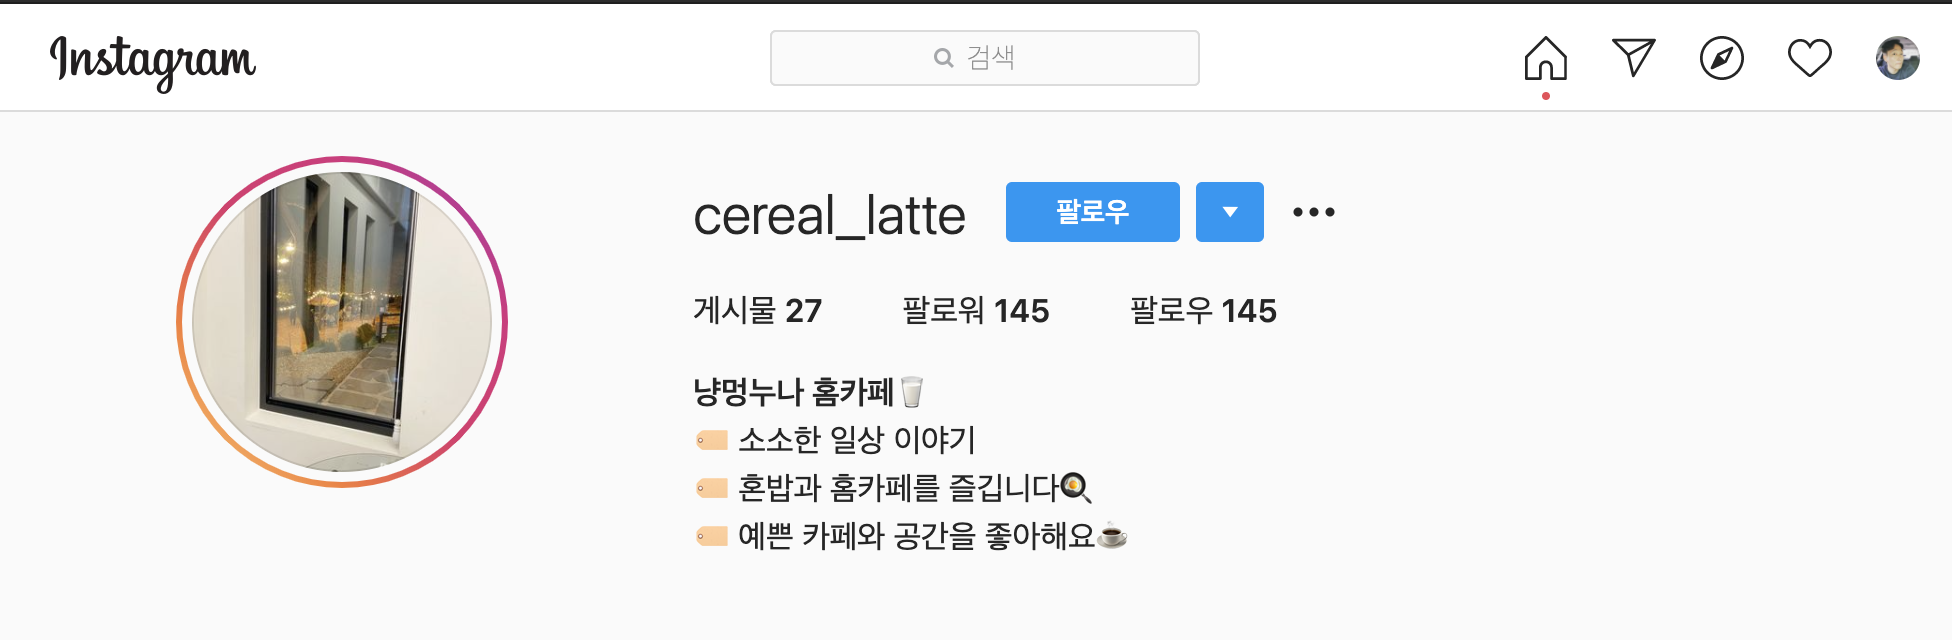 Instagram
검색
cereal_latte
팔로우
게시물 27 팔로워 145 팔로우 145
냥멍누나 홈카페🥛
🏷️ 소소한 일상 이야기
🏷️ 혼밥과 홈카페를 즐깁니다🍳
🏷️ 예쁜 카페와 공간을 좋아해요☕